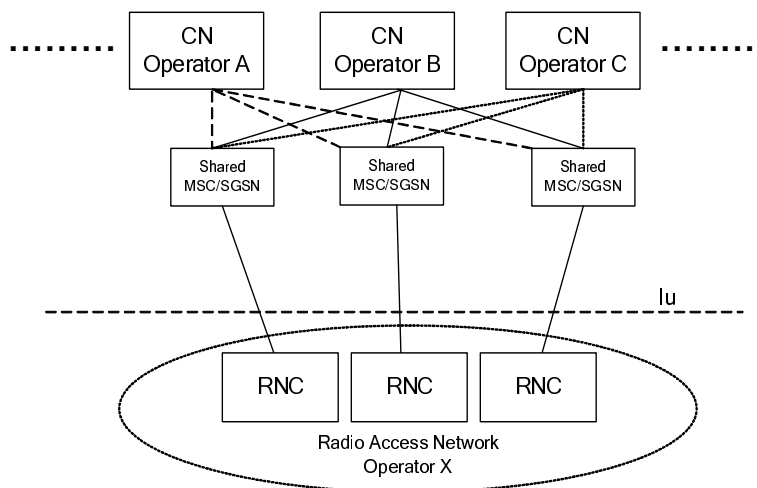 CN
Operator A
CN
Operator B
CN
Operator C
Shared
MSC/SGSN
Shared
MSC/SGSN
Shared
MSC/SGSN
Iu
RNC
RNC
RNC
Radio Access Network
Operator X